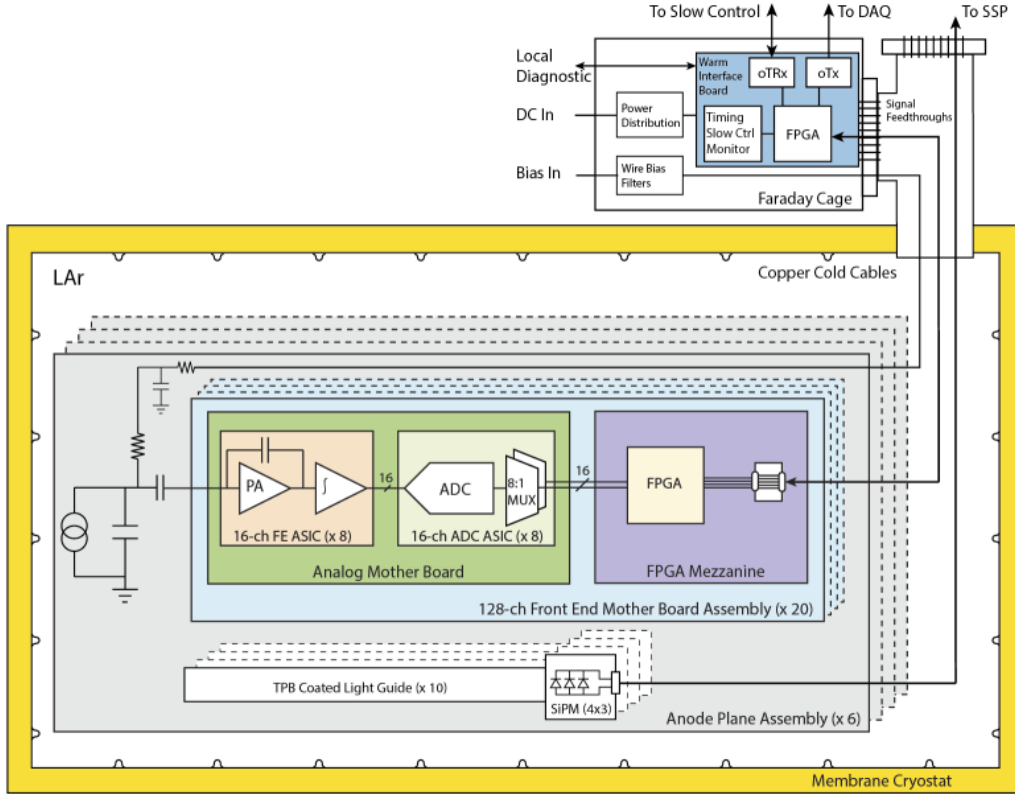 To Slow Control
To DAQ
To SSP
Local
Diagnostic
Warm
Interface
Board
oTRx
oTx
Signal
Feedthroughs
DC In
Power
Distribution
Timing
Slow Ctrl
Monitor
FPGA
Bias In
Wire Bias
Filters
Faraday Cage
LAr
Copper Cold Cables
PA
∫
16
ADC
8:1
MUX
16
FPGA
16-ch FE ASIC (x 8)
16-ch ADC ASIC (x 8)
Analog Mother Board
FPGA Mezzanine
128-ch Front End Mother Board Assembly (x 20)
TPB Coated Light Guide (x 10)
SiPM (4x3)
Anode Plane Assembly (x 6)
Membrane Cryostat